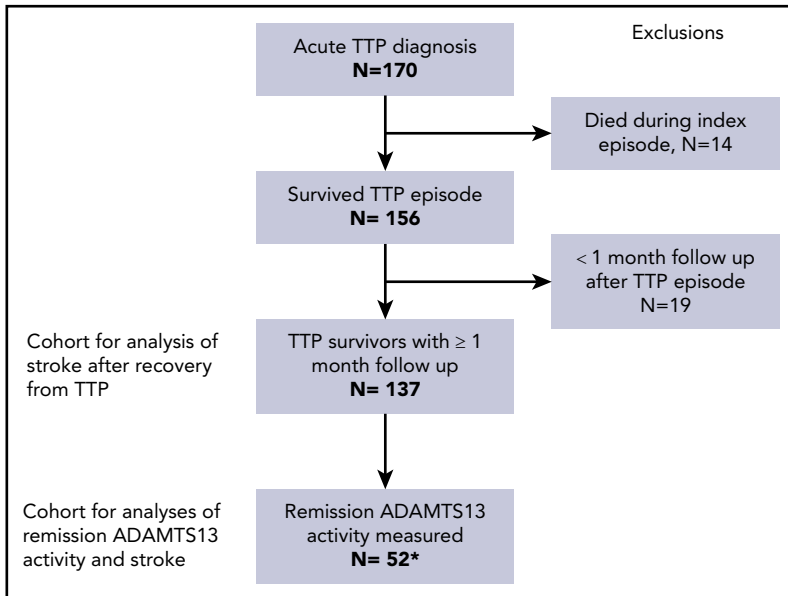 Exclusions
Acute TTP diagnosis
N=170
Died during index
episode, N=14
Survived TTP episode
N= 156
< 1 month follow up
after TTP episode
N=19
Cohort for analysis of
stroke after recovery
from TTP
TTP survivors with ≥ 1
month follow up
N= 137
Cohort for analyses of
remission ADAMTS13
activity and stroke
Remission ADAMTS13
activity measured
N= 52*